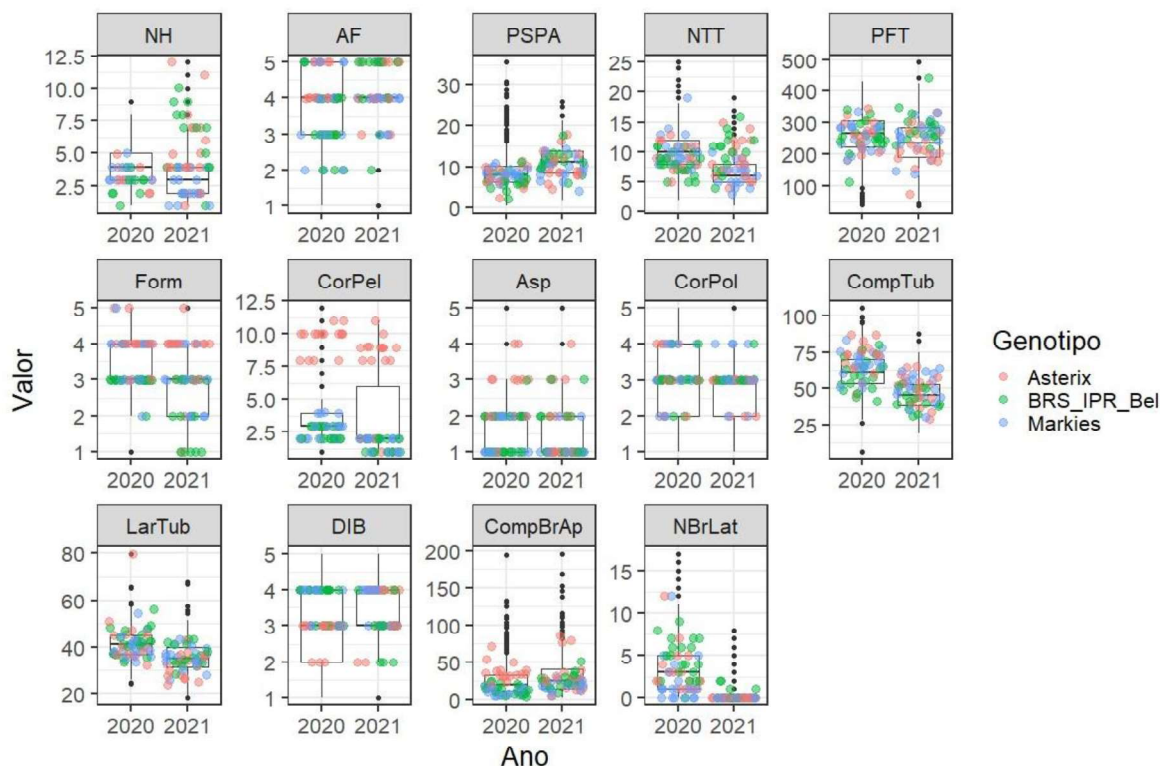 NH AF PSPA NTT PFT
12.5 5 30 25 500
10.0 4 20 400
7.5 3 20 15 300
5.0 2 10 10 200
2.5 1 0 5 100
0
2020 2021 2020 2021 2020 2021 2020 2021 2020 2021
Form CorPel Asp CorPol CompTub
5 12.5 5 5 100
4 10.0 4 4 75
3 7.5 3 3 50
2 5.0 2 2 25
1 2.5 1 1
2020 2021 2020 2021 2020 2021 2020 2021 2020 2021
LarTub DIB CompBrAp NBrLat
80 5 200 15
60 4 150 10
40 3 100 5
20 2 50 0
1 0
2020 2021 2020 2021 2020 2021 2020 2021
Valor
Ano
Genotipo
Asterix
BRS_IPR_Bel
Markies